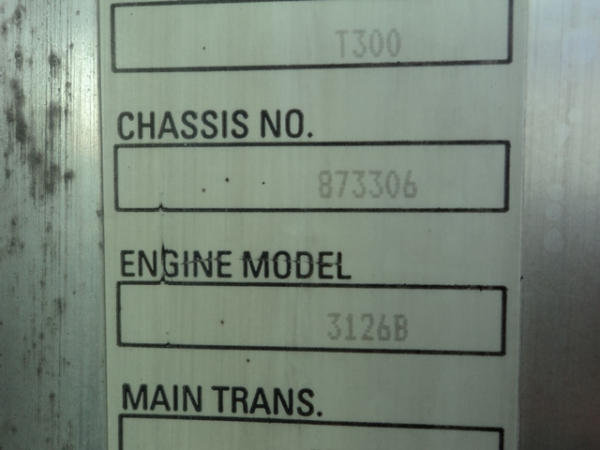 T300
CHASSIS NO.
873306
ENGINE MODEL
3126B
MAIN TRANS.